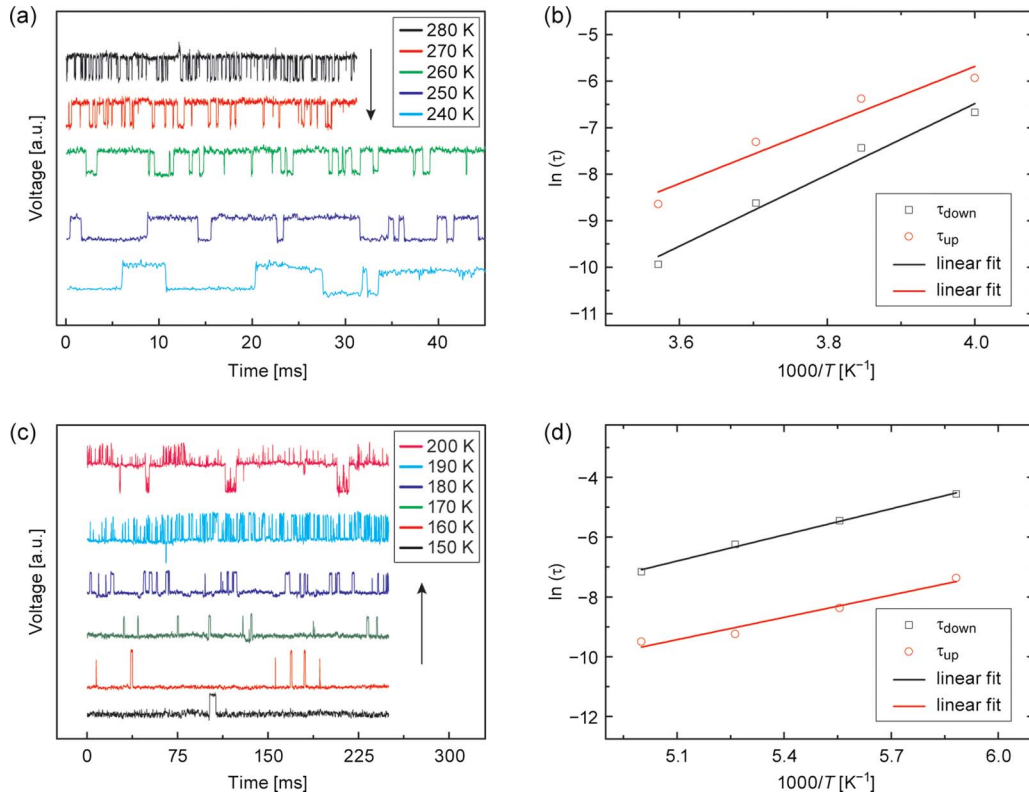 (a)
280 K
270 K
260 K
250 K
240 K
Voltage [a.u.]
0 10 20 30 40
Time [ms]
(b)
−5
−6
−7
−8
−9
−10
−11
ln (τ)
τdown
τup
linear fit
linear fit
3.6 3.8 4.0
1000/T [K⁻¹]
(c)
200 K
190 K
180 K
170 K
160 K
150 K
Voltage [a.u.]
0 75 150 225 300
Time [ms]
(d)
−4
−6
−8
−10
−12
ln (τ)
τdown
τup
linear fit
linear fit
5.1 5.4 5.7 6.0
1000/T [K⁻¹]